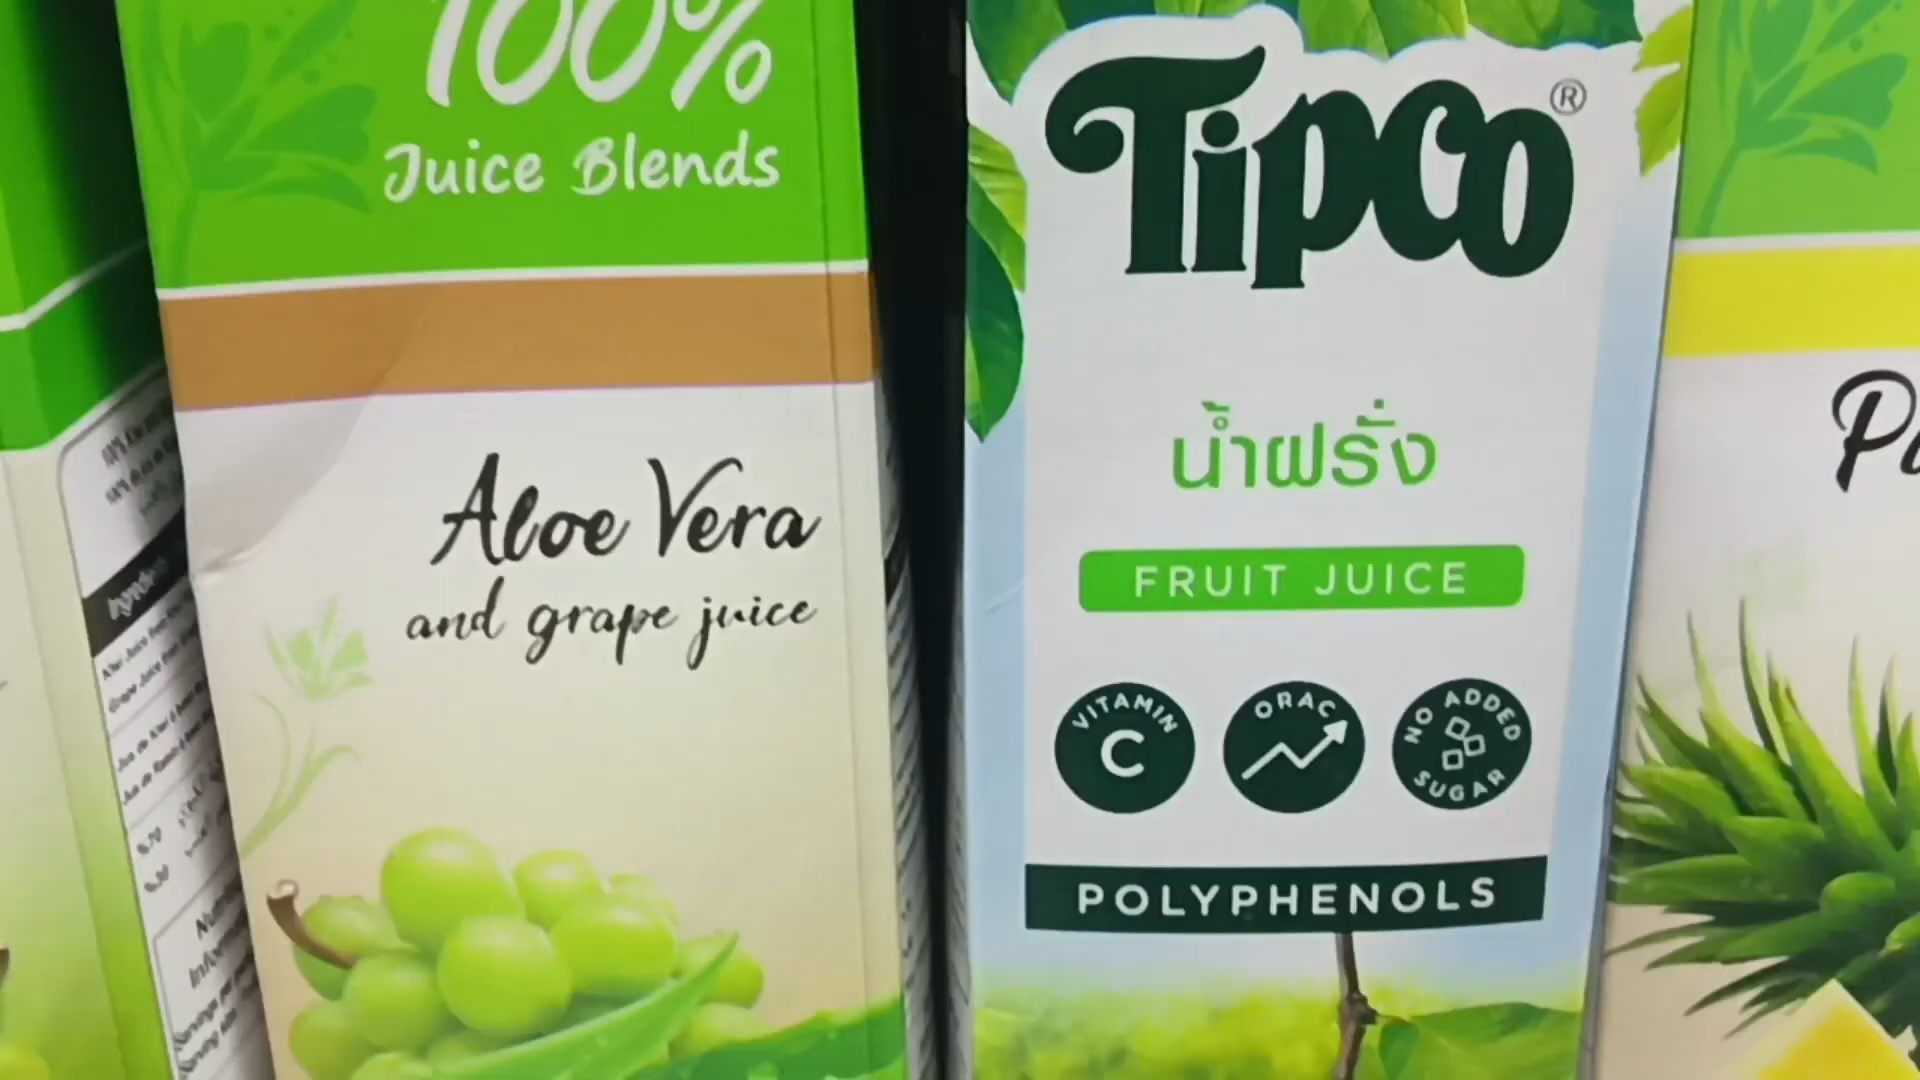 100%
Juice Blends
Aloe Vera
and grape juice
Tipco®
น้ำฝรั่ง
FRUIT JUICE
VITAMIN
C
ORAC
NO ADDED
SUGAR
POLYPHENOLS